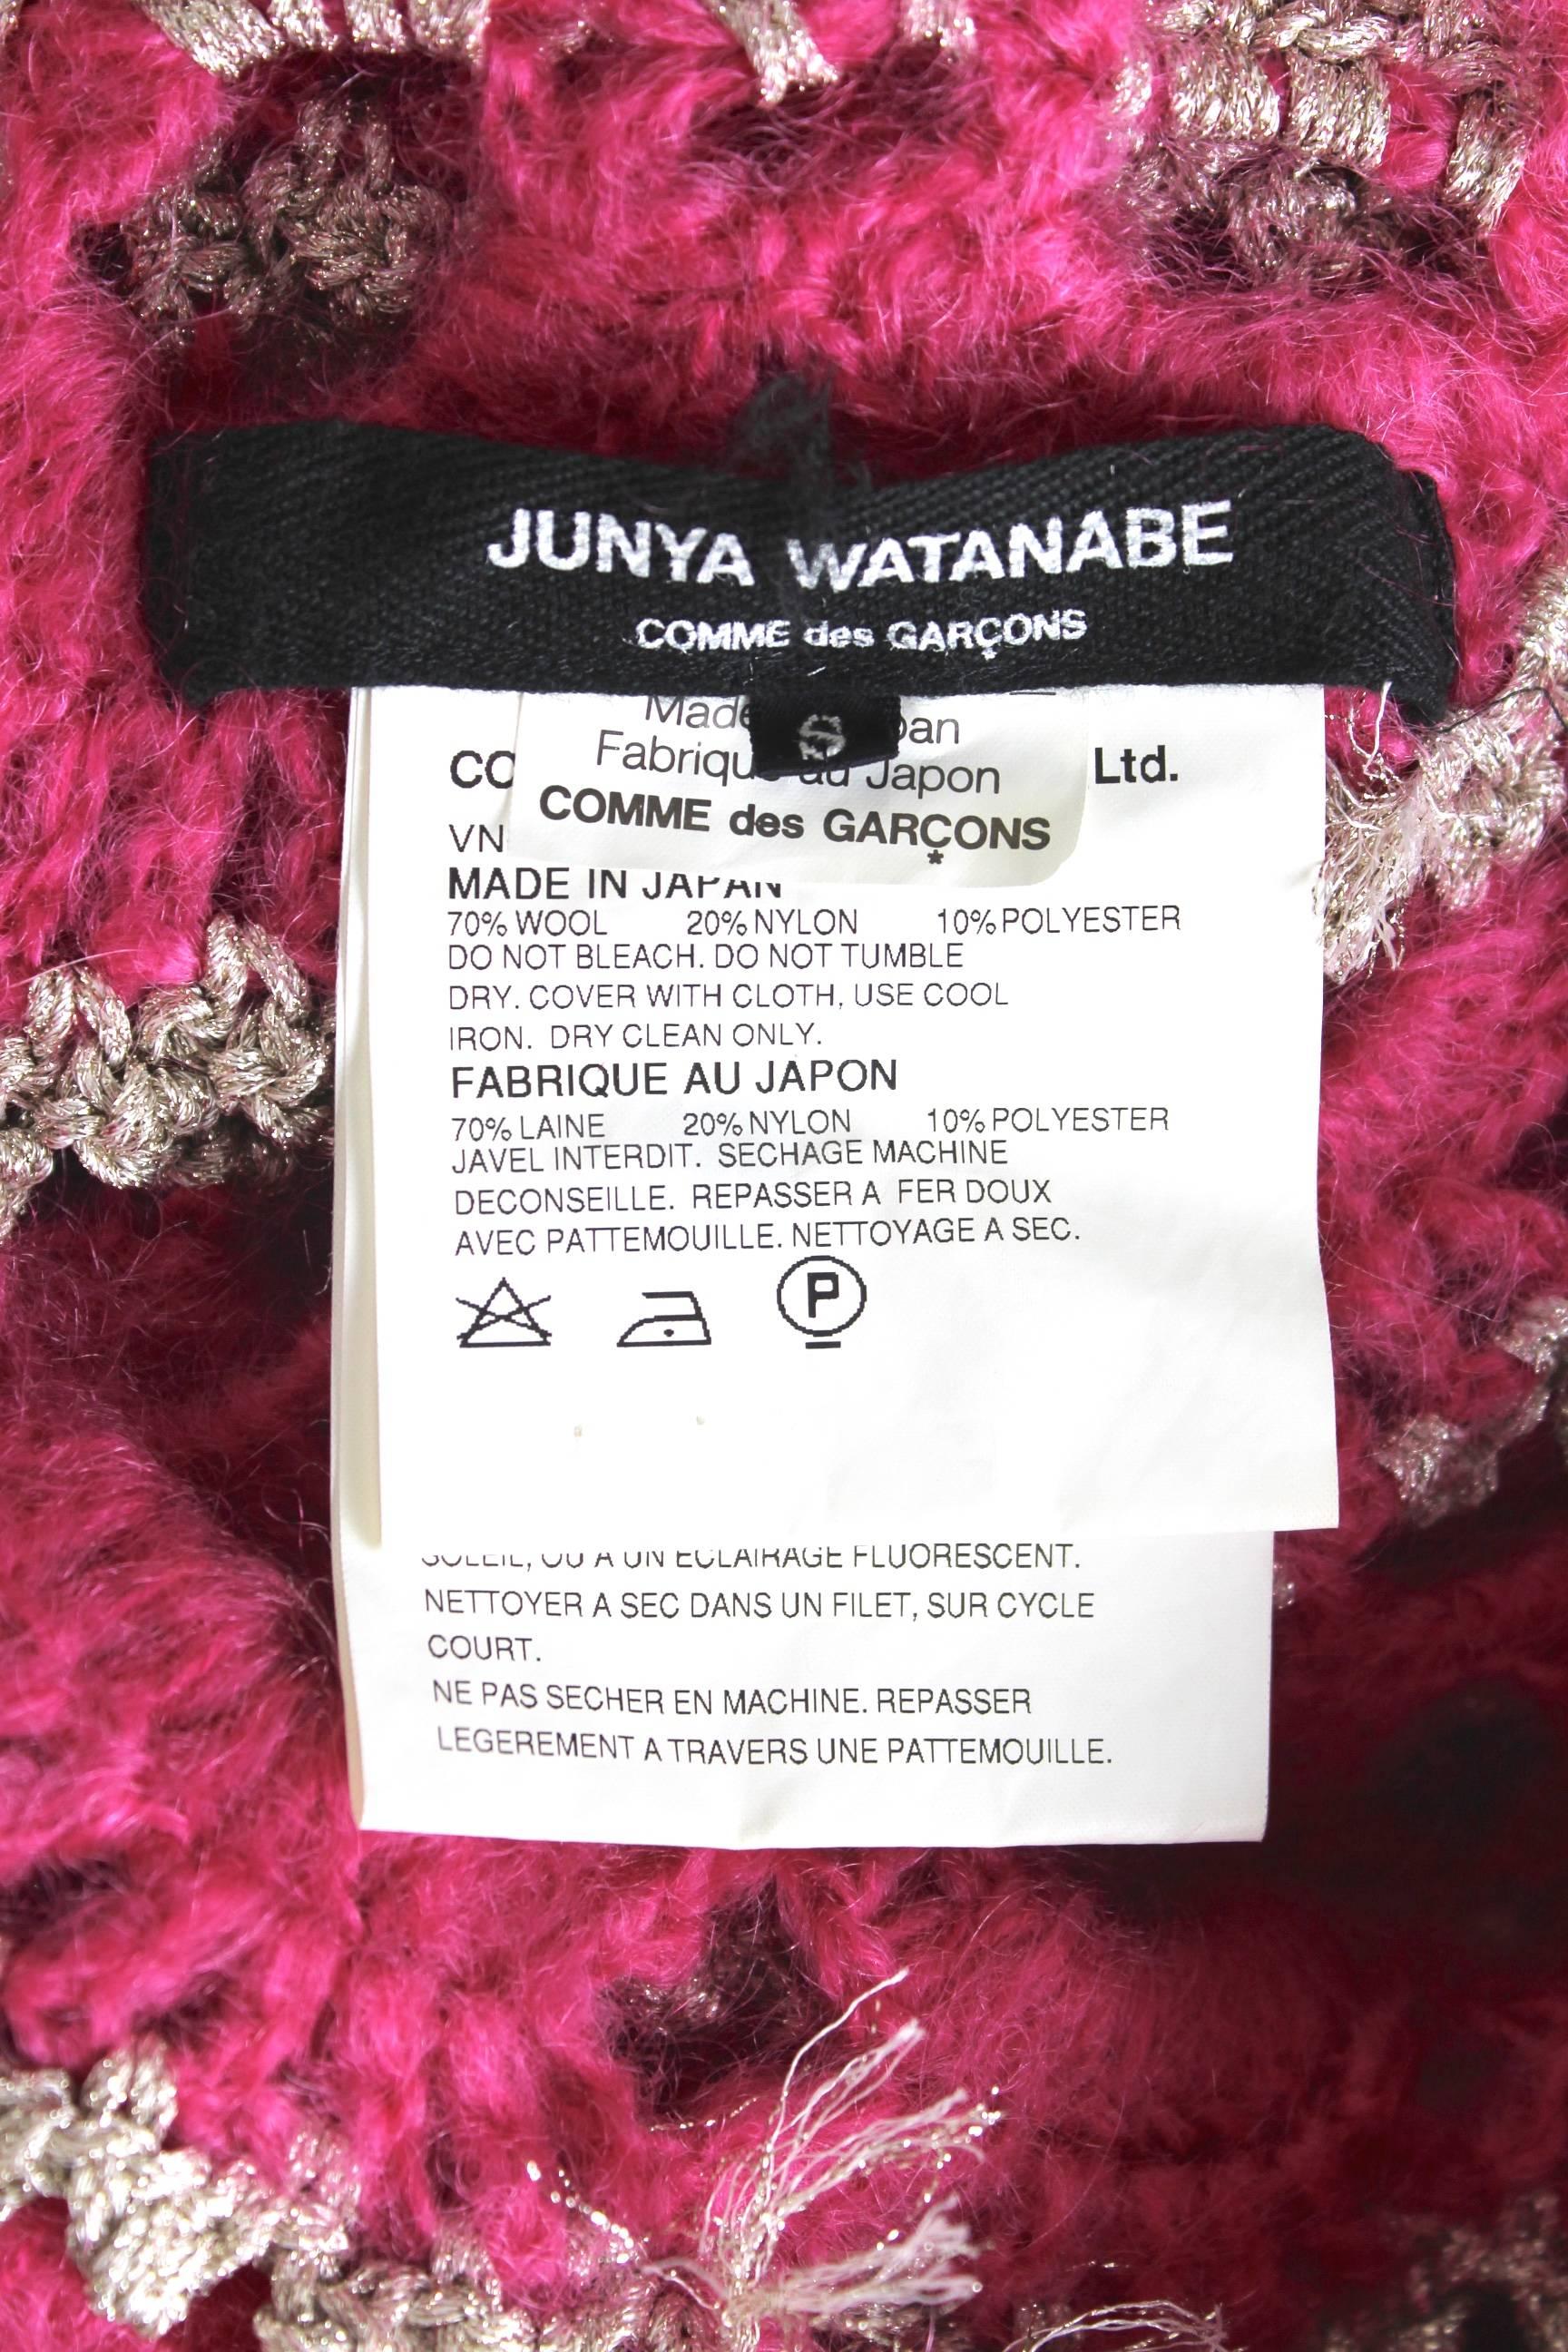 JUNYA WATANABE
COMME des GARÇONS
S
Fabrique au Japon
Ltd.
COMME des GARÇONS
MADE IN JAPAN
70% WOOL 20% NYLON 10% POLYESTER
DO NOT BLEACH. DO NOT TUMBLE
DRY. COVER WITH CLOTH, USE COOL
IRON. DRY CLEAN ONLY.
FABRIQUE AU JAPON
70% LAINE 20% NYLON 10% POLYESTER
JAVEL INTERDIT. SECHAGE MACHINE
DECONSEILLE. REPASSER A FER DOUX
AVEC PATTEMOUILLE. NETTOYAGE A SEC.
P
SOLEIL, OU A UN ECLAIRAGE FLUORESCENT.
NETTOYER A SEC DANS UN FILET, SUR CYCLE
COURT.
NE PAS SECHER EN MACHINE. REPASSER
LEGEREMENT A TRAVERS UNE PATTEMOUILLE.